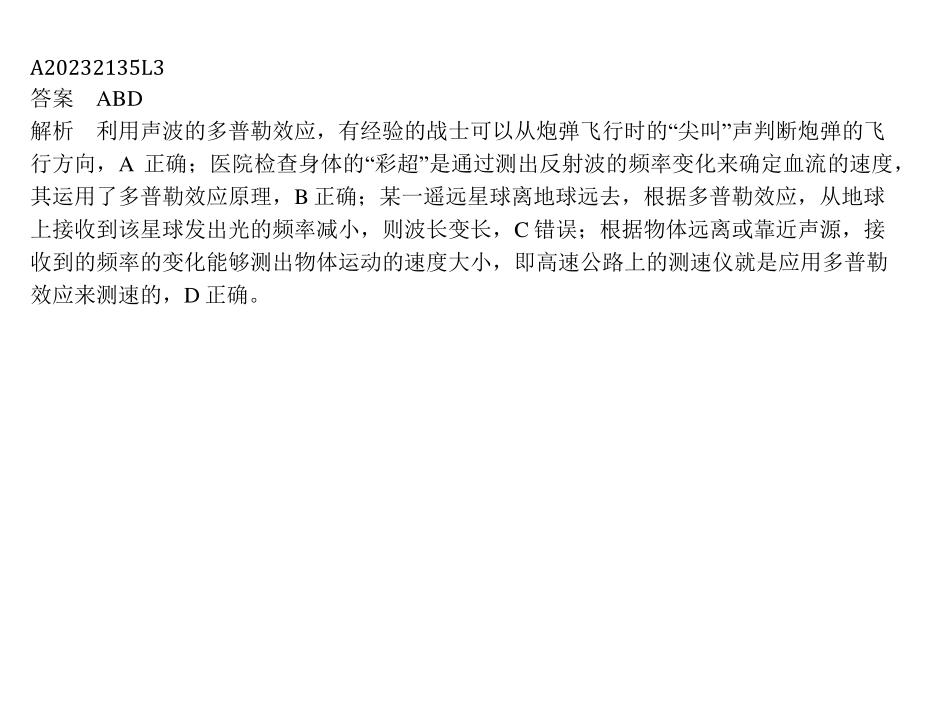 A20232135L3
答案 ABD
解析 利用声波的多普勒效应，有经验的战士可以从炮弹飞行时的“尖叫”声判断炮弹的飞
行方向，A 正确；医院检查身体的“彩超”是通过测出反射波的频率变化来确定血流的速度，
其运用了多普勒效应原理，B 正确；某一遥远星球离地球远去，根据多普勒效应，从地球
上接收到该星球发出光的频率减小，则波长变长，C 错误；根据物体远离或靠近声源，接
收到的频率的变化能够测出物体运动的速度大小，即高速公路上的测速仪就是应用多普勒
效应来测速的，D 正确。